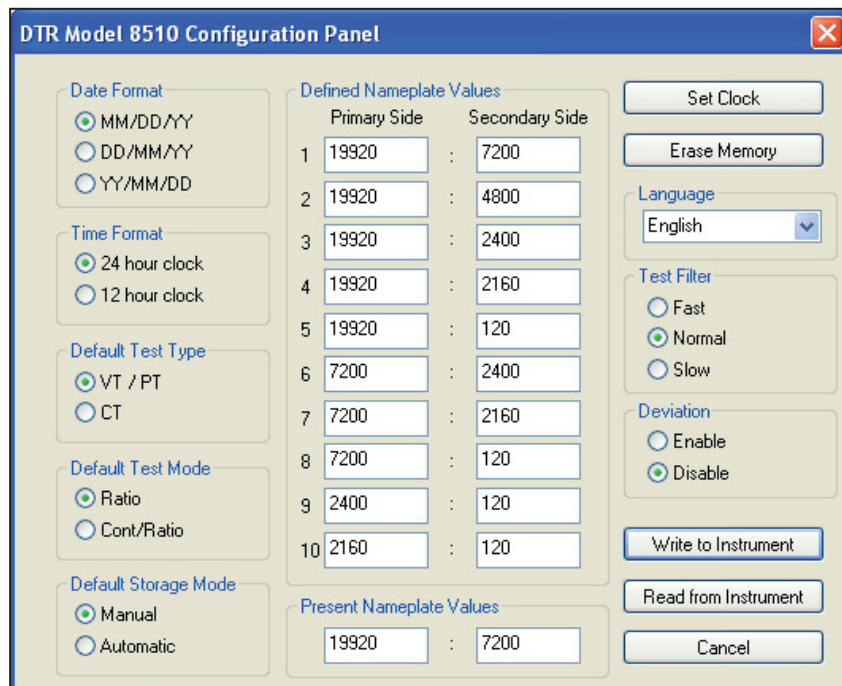 DTR Model 8510 Configuration Panel
Date Format
MM/DD/YY
DD/MM/YY
YY/MM/DD
Time Format
24 hour clock
12 hour clock
Default Test Type
VT / PT
CT
Default Test Mode
Ratio
Cont/Ratio
Default Storage Mode
Manual
Automatic
Defined Nameplate Values
Primary Side Secondary Side
1 19920 : 7200
2 19920 : 4800
3 19920 : 2400
4 19920 : 2160
5 19920 : 120
6 7200 : 2400
7 7200 : 2160
8 7200 : 120
9 2400 : 120
10 2160 : 120
Present Nameplate Values
19920 : 7200
Set Clock
Erase Memory
Language
English
Test Filter
Fast
Normal
Slow
Deviation
Enable
Disable
Write to Instrument
Read from Instrument
Cancel